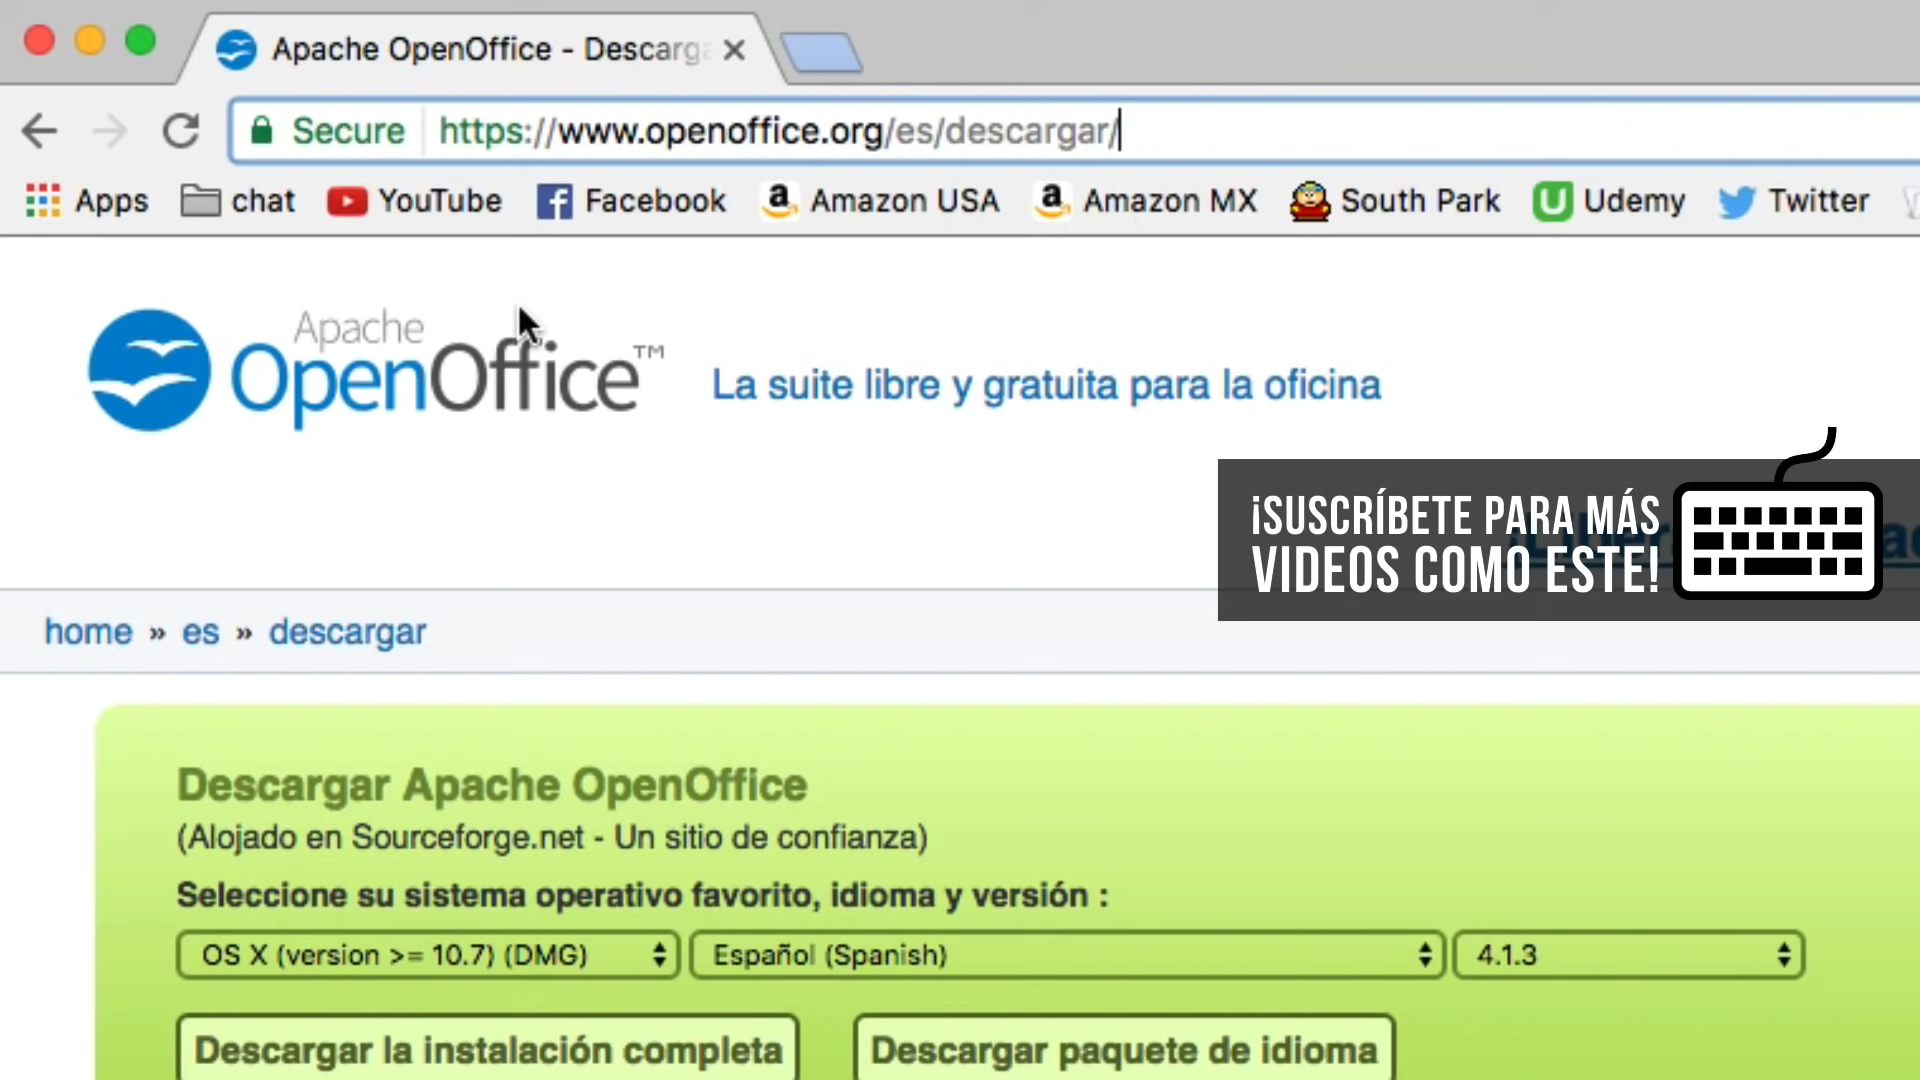 Apache OpenOffice - Descarga
Secure https://www.openoffice.org/es/descargar/
Apps chat YouTube Facebook Amazon USA Amazon MX South Park Udemy Twitter
Apache
OpenOffice™
La suite libre y gratuita para la oficina
¡SUSCRÍBETE PARA MÁS
VIDEOS COMO ESTE!
home » es » descargar
Descargar Apache OpenOffice
(Alojado en Sourceforge.net - Un sitio de confianza)
Seleccione su sistema operativo favorito, idioma y versión :
OS X (version >= 10.7) (DMG) Español (Spanish) 4.1.3
Descargar la instalación completa Descargar paquete de idioma